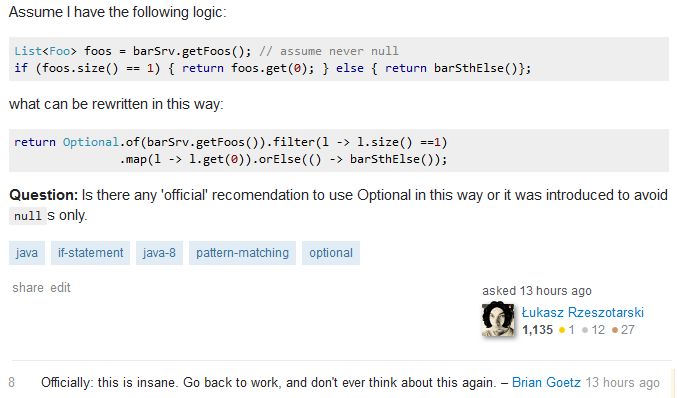 Assume I have the following logic:
List<Foo> foos = barSrv.getFoos(); // assume never null
if (foos.size() == 1) { return foos.get(0); } else { return barSthElse()};
what can be rewritten in this way:
return Optional.of(barSrv.getFoos()).filter(l -> l.size() ==1)
.map(l -> l.get(0)).orElse(() -> barSthElse());
Question: Is there any 'official' recomendation to use Optional in this way or it was introduced to avoid
null s only.
java if-statement java-8 pattern-matching optional
share edit
asked 13 hours ago
Łukasz Rzeszotarski
1,135 ●1 ●12 ●27
8 Officially: this is insane. Go back to work, and don't ever think about this again. – Brian Goetz 13 hours ago